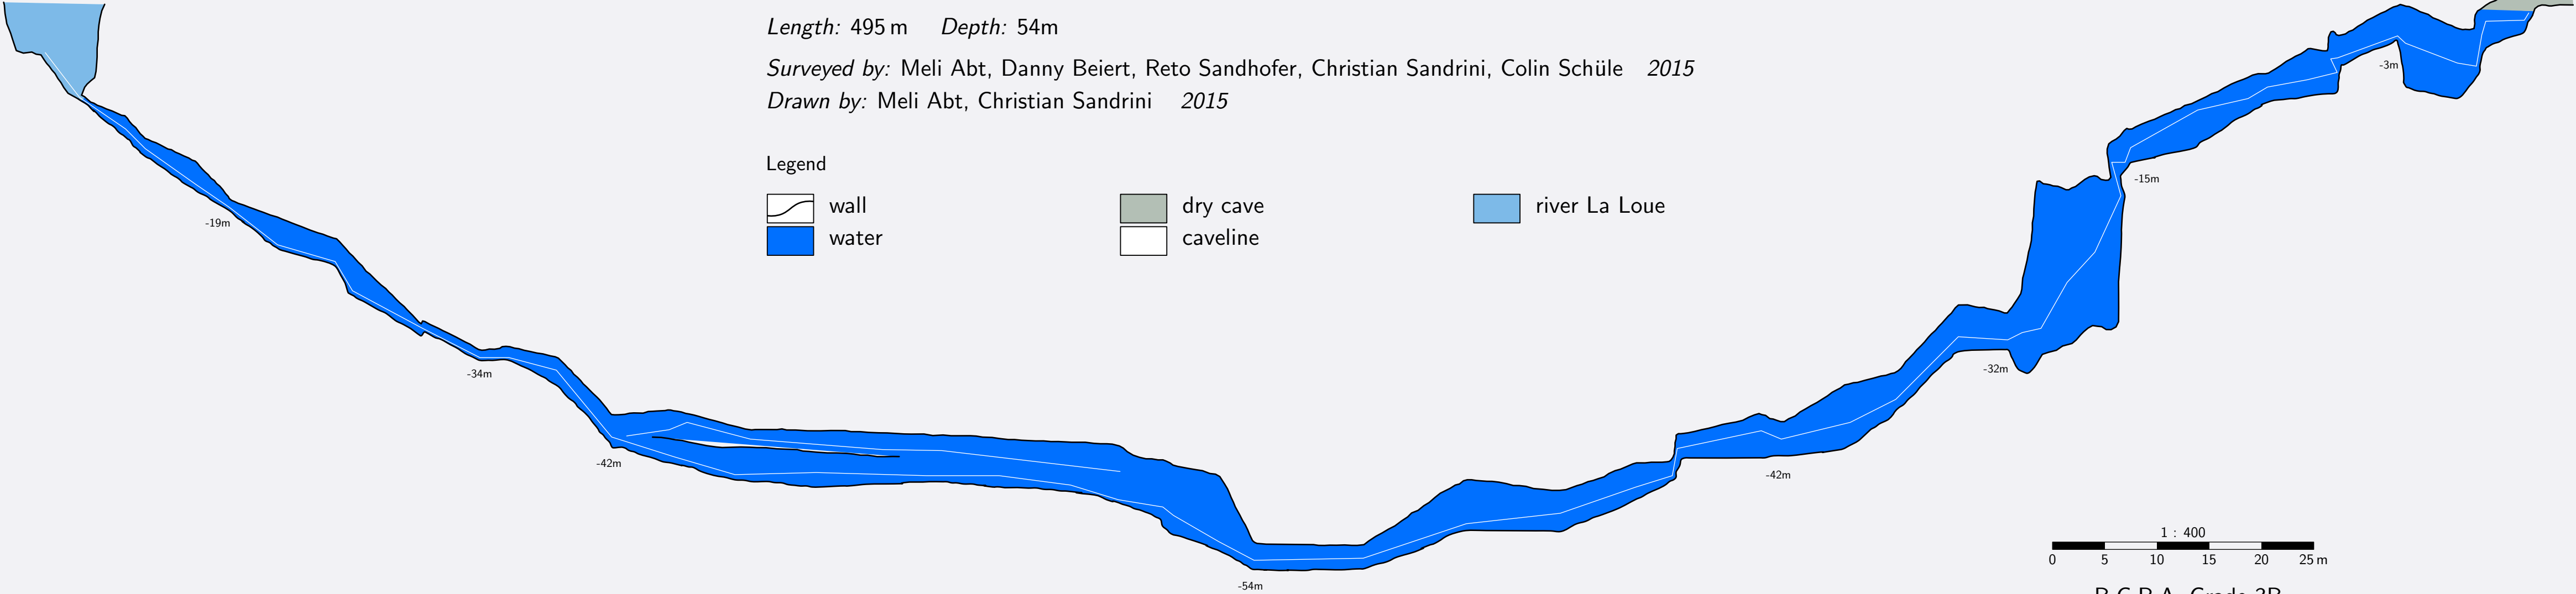 Length: 495 m Depth: 54m
Surveyed by: Meli Abt, Danny Beiert, Reto Sandhofer, Christian Sandrini, Colin Schüle 2015
Drawn by: Meli Abt, Christian Sandrini 2015
Legend
wall dry cave river La Loue
water caveline
-3m
-15m
-19m
-34m
-32m
-42m
-42m
-54m
1 : 400
0 5 10 15 20 25 m